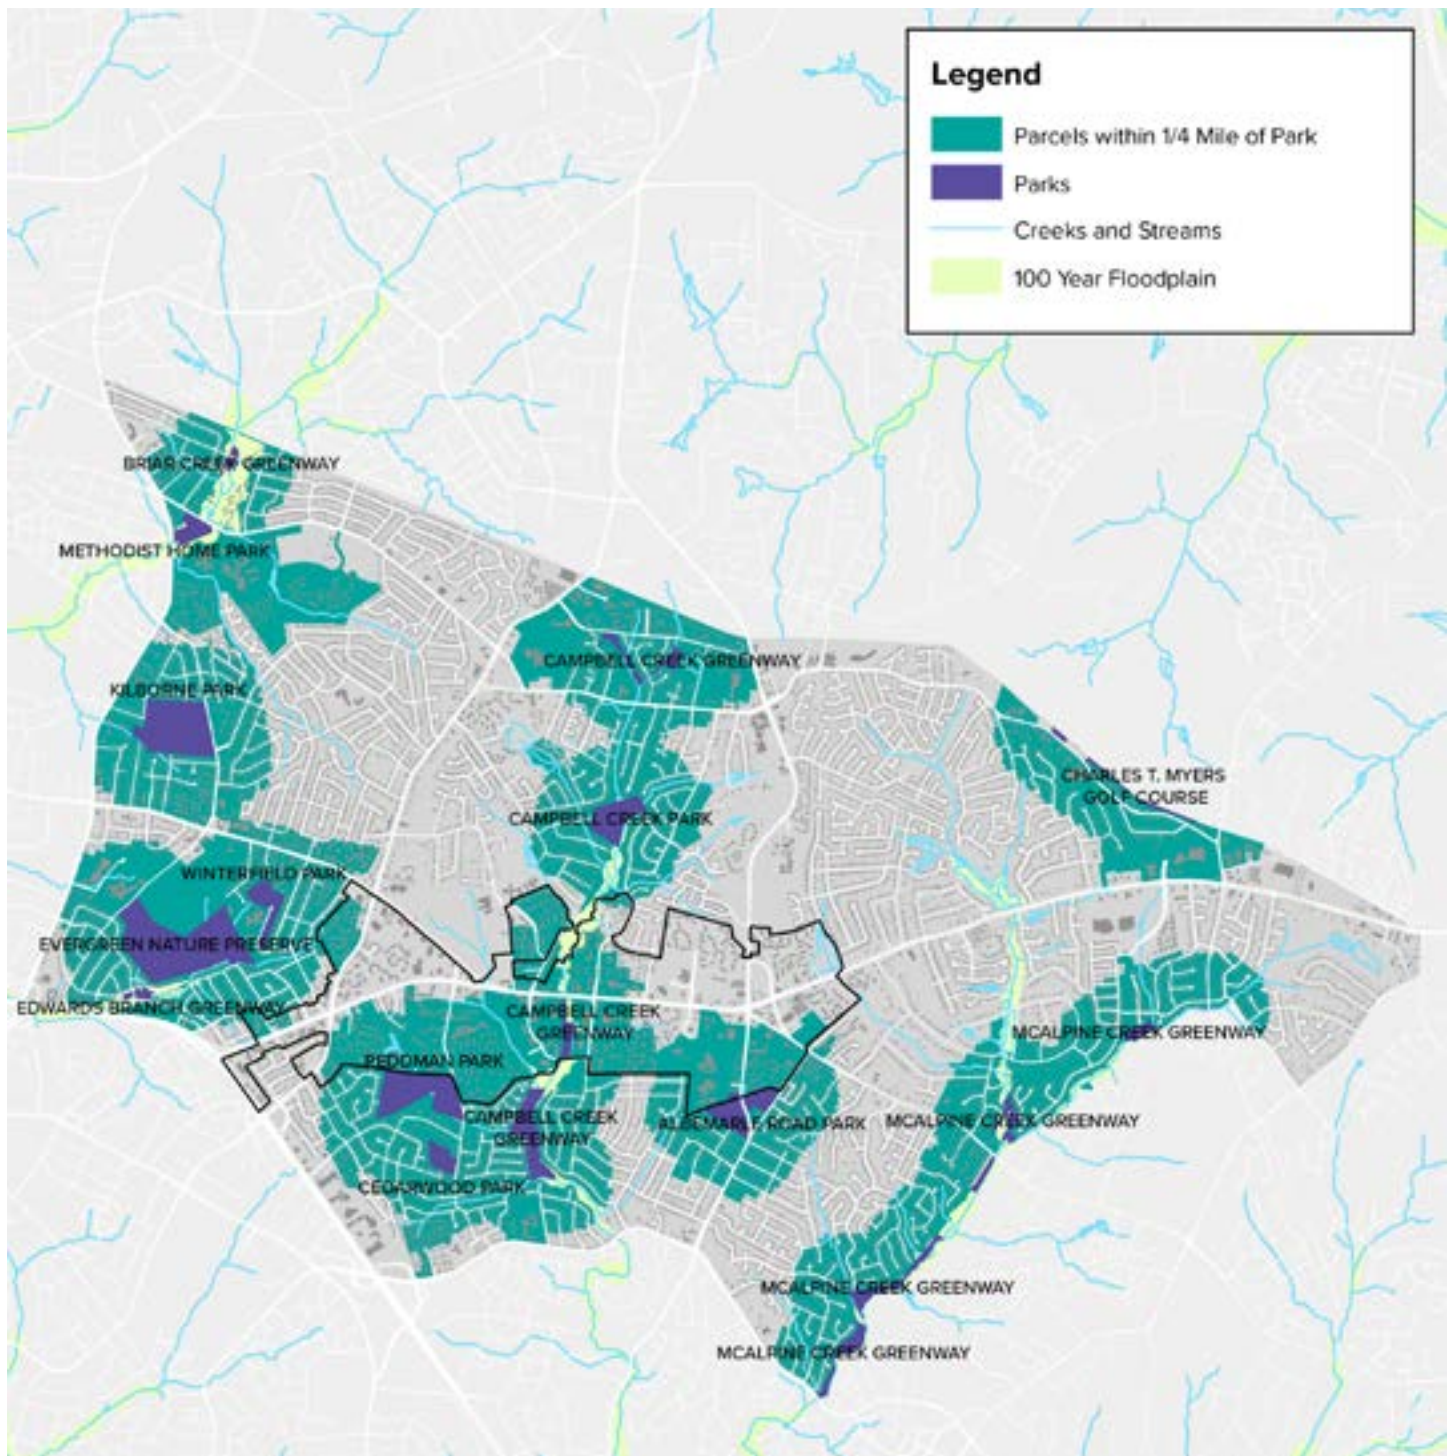 Legend
Parcels within 1/4 Mile of Park
Parks
Creeks and Streams
100 Year Floodplain
BRIAR CREEK GREENWAY
METHODIST HOME PARK
KILBORNE PARK
CAMPBELL CREEK GREENWAY
CHARLES T. MYERS
GOLF COURSE
CAMPBELL CREEK PARK
WINTERFIELD PARK
EVERGREEN NATURE PRESERVE
EDWARDS BRANCH GREENWAY
CAMPBELL CREEK
GREENWAY
MCALPINE CREEK GREENWAY
REDDMAN PARK
CAMPBELL CREEK
GREENWAY
ALBEMARLE ROAD PARK
MCALPINE CREEK GREENWAY
CEDARWOOD PARK
MCALPINE CREEK GREENWAY
MCALPINE CREEK GREENWAY